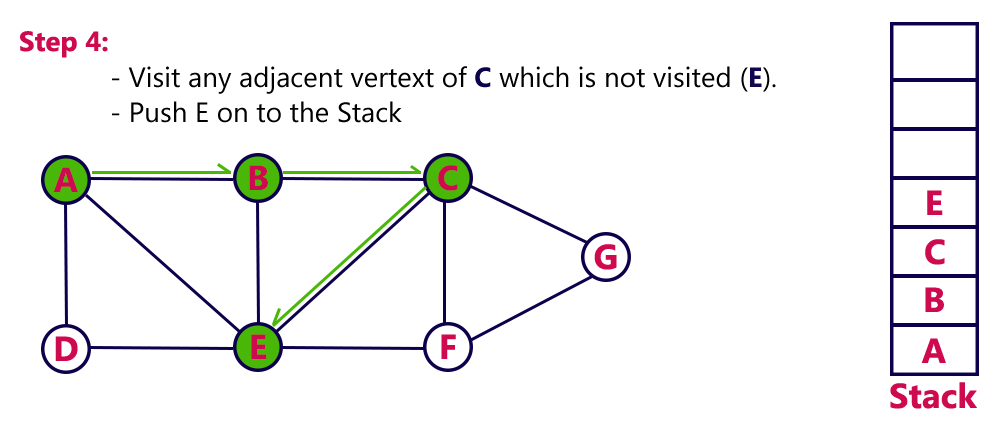 Step 4:
- Visit any adjacent vertext of C which is not visited (E).
- Push E on to the Stack
A
B
C
G
D
E
F
E
C
B
A
Stack